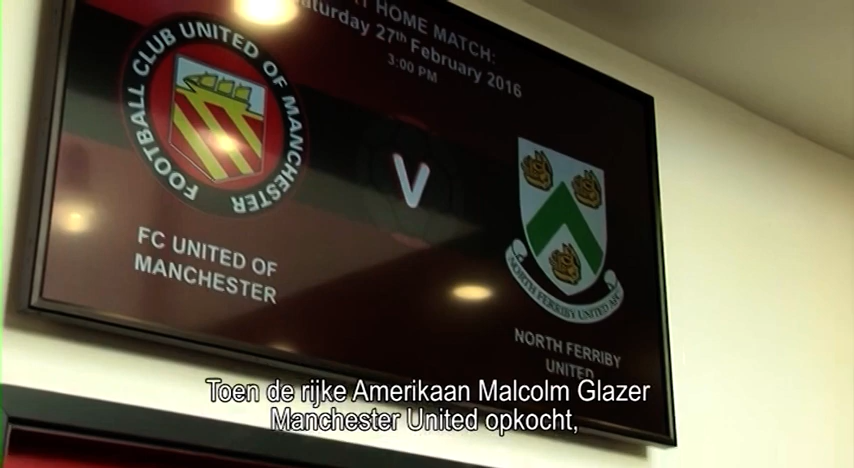 HOME MATCH:
Saturday 27th February 2016
3:00 PM
FOOTBALL CLUB UNITED OF MANCHESTER
V
NORTH FERRIBY UNITED AFC
FC UNITED OF
MANCHESTER
NORTH FERRIBY
UNITED
Toen de rijke Amerikaan Malcolm Glazer
Manchester United opkocht,